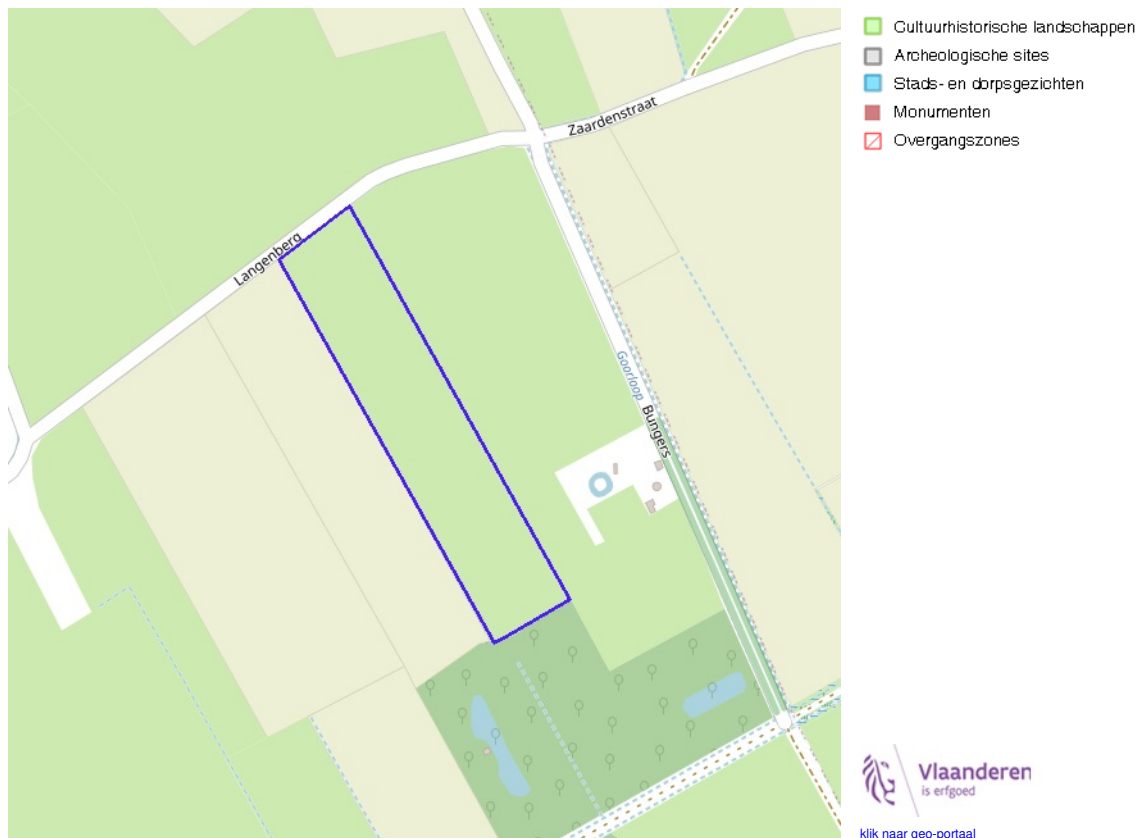 Cultuurhistorische landschappen
Archeologische sites
Stads- en dorpsgezichten
Monumenten
Overgangszones
Zaardenstraat
Langenberg
Goorloop
Bungers
Vlaanderen
is erfgoed
klik naar geo-portaal